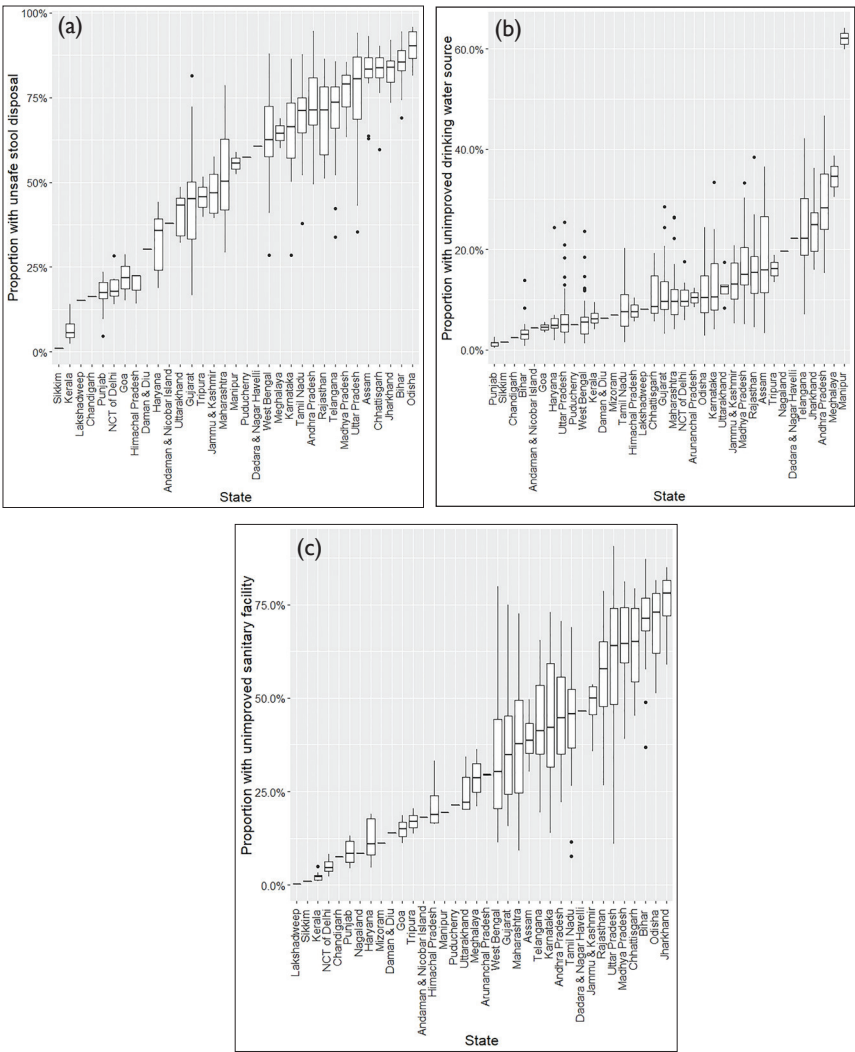 (a)
Proportion with unsafe stool disposal
100%
75%
50%
25%
0%
Sikkim
Kerala
Lakshadweep
Chandigarh
Punjab
NCT of Delhi
Goa
Himachal Pradesh
Daman & Diu
Haryana
Andaman & Nicobar Island
Uttarakhand
Gujarat
Tripura
Jammu & Kashmir
Maharashtra
Manipur
Puducherry
Dadara & Nagar Havelli
West Bengal
Meghalaya
Karnataka
Tamil Nadu
Andhra Pradesh
Rajasthan
Telangana
Madhya Pradesh
Uttar Pradesh
Assam
Chhattisgarh
Jharkhand
Bihar
Odisha
State
(b)
Proportion with unimproved drinking water source
60.0%
40.0%
20.0%
0.0%
Punjab
Sikkim
Chandigarh
Bihar
Andaman & Nicobar Island
Goa
Haryana
Uttar Pradesh
Puducherry
West Bengal
Kerala
Daman & Diu
Mizoram
Tamil Nadu
Himachal Pradesh
Lakshadweep
Chhattisgarh
Gujarat
Maharashtra
NCT of Delhi
Arunanchal Pradesh
Odisha
Karnataka
Uttarakhand
Jammu & Kashmir
Madhya Pradesh
Rajasthan
Assam
Tripura
Nagaland
Dadara & Nagar Havelli
Telangana
Jharkhand
Andhra Pradesh
Meghalaya
Manipur
State
(c)
Proportion with unimproved sanitary facility
75.0%
50.0%
25.0%
0.0%
Lakshadweep
Sikkim
Kerala
NCT of Delhi
Chandigarh
Punjab
Nagaland
Haryana
Mizoram
Daman & Diu
Goa
Tripura
Andaman & Nicobar Island
Himachal Pradesh
Manipur
Puducherry
Uttarakhand
Meghalaya
Arunanchal Pradesh
West Bengal
Gujarat
Maharashtra
Assam
Telangana
Karnataka
Andhra Pradesh
Tamil Nadu
Dadara & Nagar Havelli
Jammu & Kashmir
Rajasthan
Uttar Pradesh
Madhya Pradesh
Chhattisgarh
Bihar
Odisha
Jharkhand
State